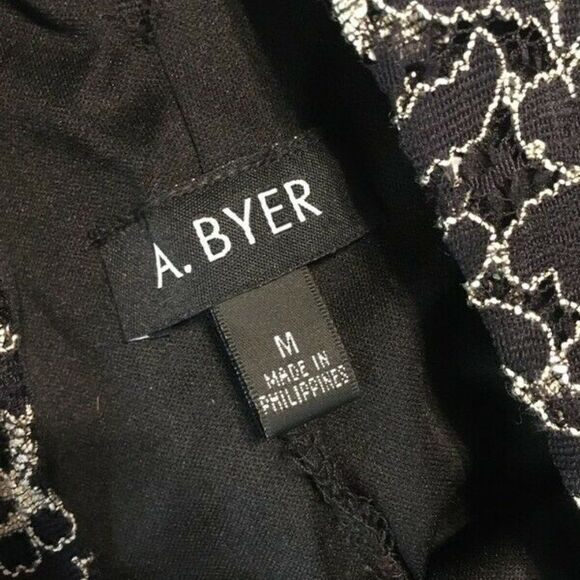 A. BYER
M
MADE IN
PHILIPPINES